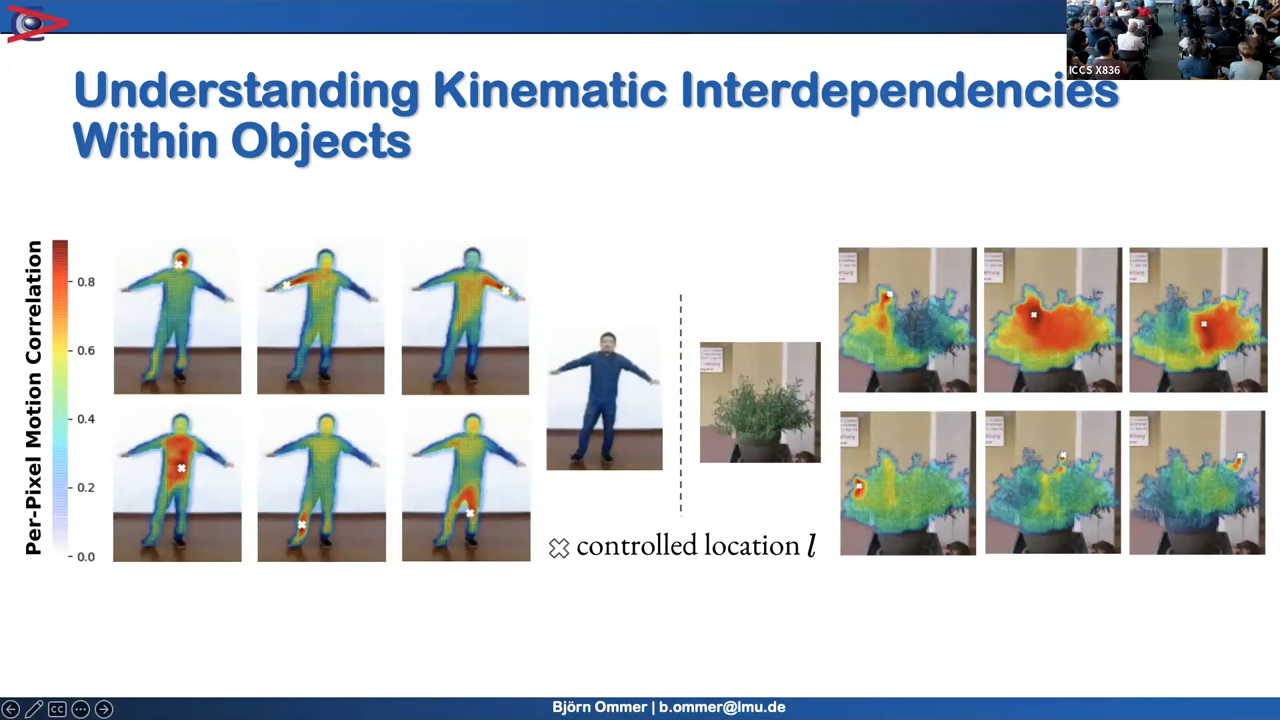 ICCS X836
Understanding Kinematic Interdependencies
Within Objects
Per-Pixel Motion Correlation
0.8
0.6
0.4
0.2
0.0
controlled location l
Björn Ommer | b.ommer@lmu.de
CC